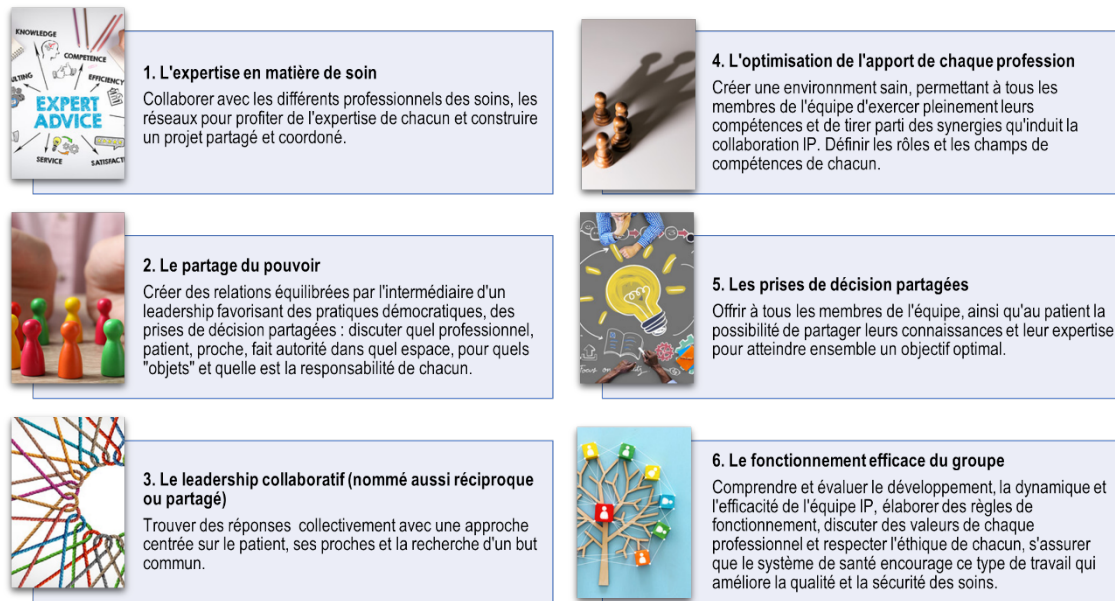 KNOWLEDGE
COMPETENCE
EFFICIENCY
EXPERT
ADVICE
SERVICE
1. L'expertise en matière de soin
Collaborer avec les différents professionnels des soins, les
réseaux pour profiter de l'expertise de chacun et construire
un projet partagé et coordoné.
2. Le partage du pouvoir
Créer des relations équilibrées par l'intermédiaire d'un
leadership favorisant des pratiques démocratiques, des
prises de décision partagées : discuter quel professionnel,
patient, proche, fait autorité dans quel espace, pour quels
"objets" et quelle est la responsabilité de chacun.
3. Le leadership collaboratif (nommé aussi réciproque
ou partagé)
Trouver des réponses collectivement avec une approche
centrée sur le patient, ses proches et la recherche d'un but
commun.
4. L'optimisation de l'apport de chaque profession
Créer une environnment sain, permettant à tous les
membres de l'équipe d'exercer pleinement leurs
compétences et de tirer parti des synergies qu'induit la
collaboration IP. Définir les rôles et les champs de
compétences de chacun.
5. Les prises de décision partagées
Offrir à tous les membres de l'équipe, ainsi qu'au patient la
possibilité de partager leurs connaissances et leur expertise
pour atteindre ensemble un objectif optimal.
6. Le fonctionnement efficace du groupe
Comprendre et évaluer le développement, la dynamique et
l'efficacité de l'équipe IP, élaborer des règles de
fonctionnement, discuter des valeurs de chaque
professionnel et respecter l'éthique de chacun, s'assurer
que le système de santé encourage ce type de travail qui
améliore la qualité et la sécurité des soins.